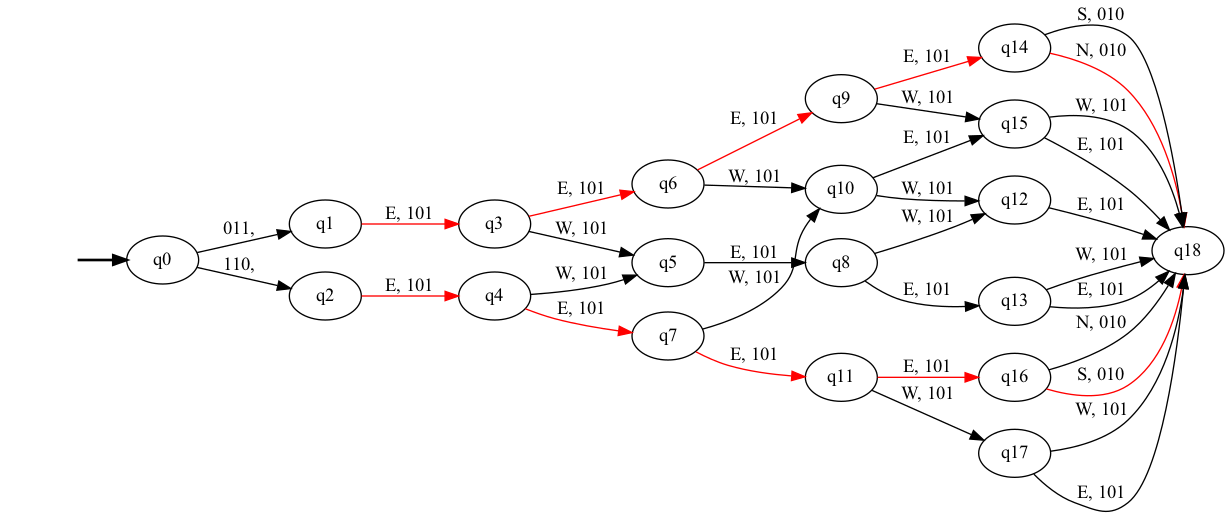 q0
011,
110,
q1
q2
E, 101
E, 101
q3
q4
E, 101
W, 101
W, 101
E, 101
q6
q5
q7
E, 101
W, 101
E, 101
W, 101
E, 101
q9
q10
q8
q11
E, 101
W, 101
E, 101
W, 101
W, 101
E, 101
E, 101
W, 101
q14
q15
q12
q13
q16
q17
S, 010
N, 010
W, 101
E, 101
E, 101
W, 101
E, 101
N, 010
S, 010
W, 101
E, 101
q18